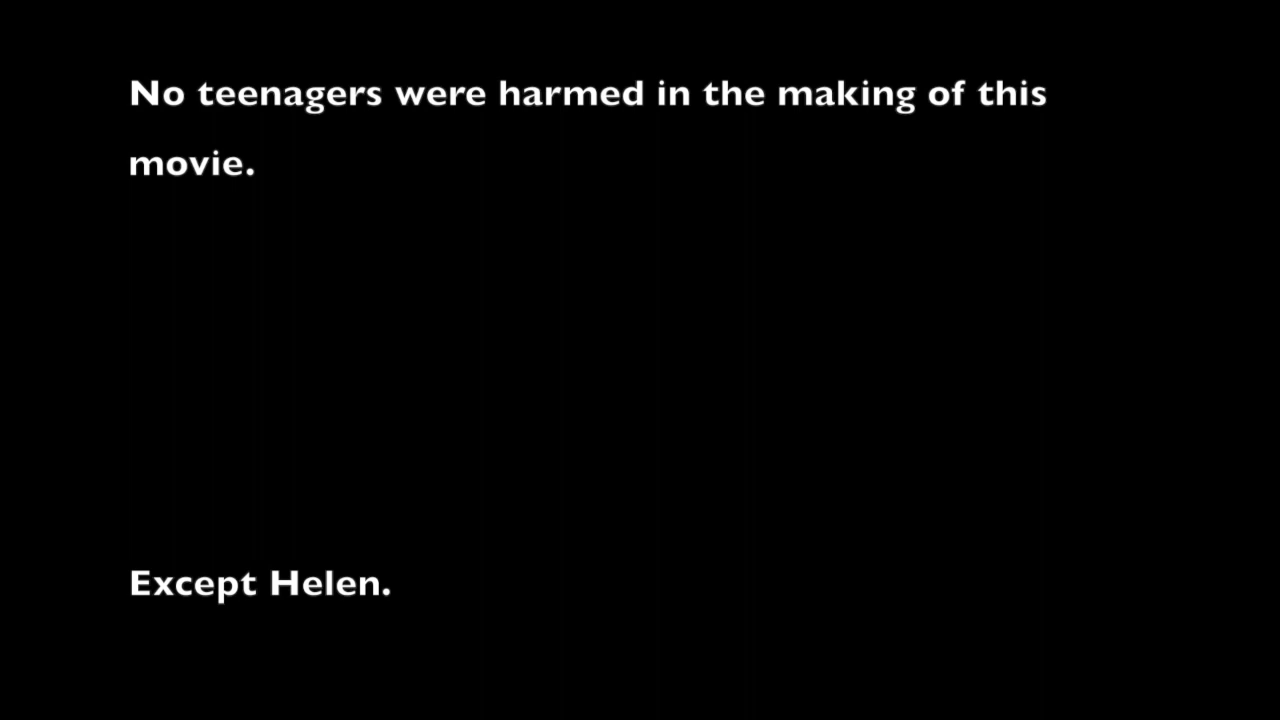 No teenagers were harmed in the making of this
movie.
Except Helen.